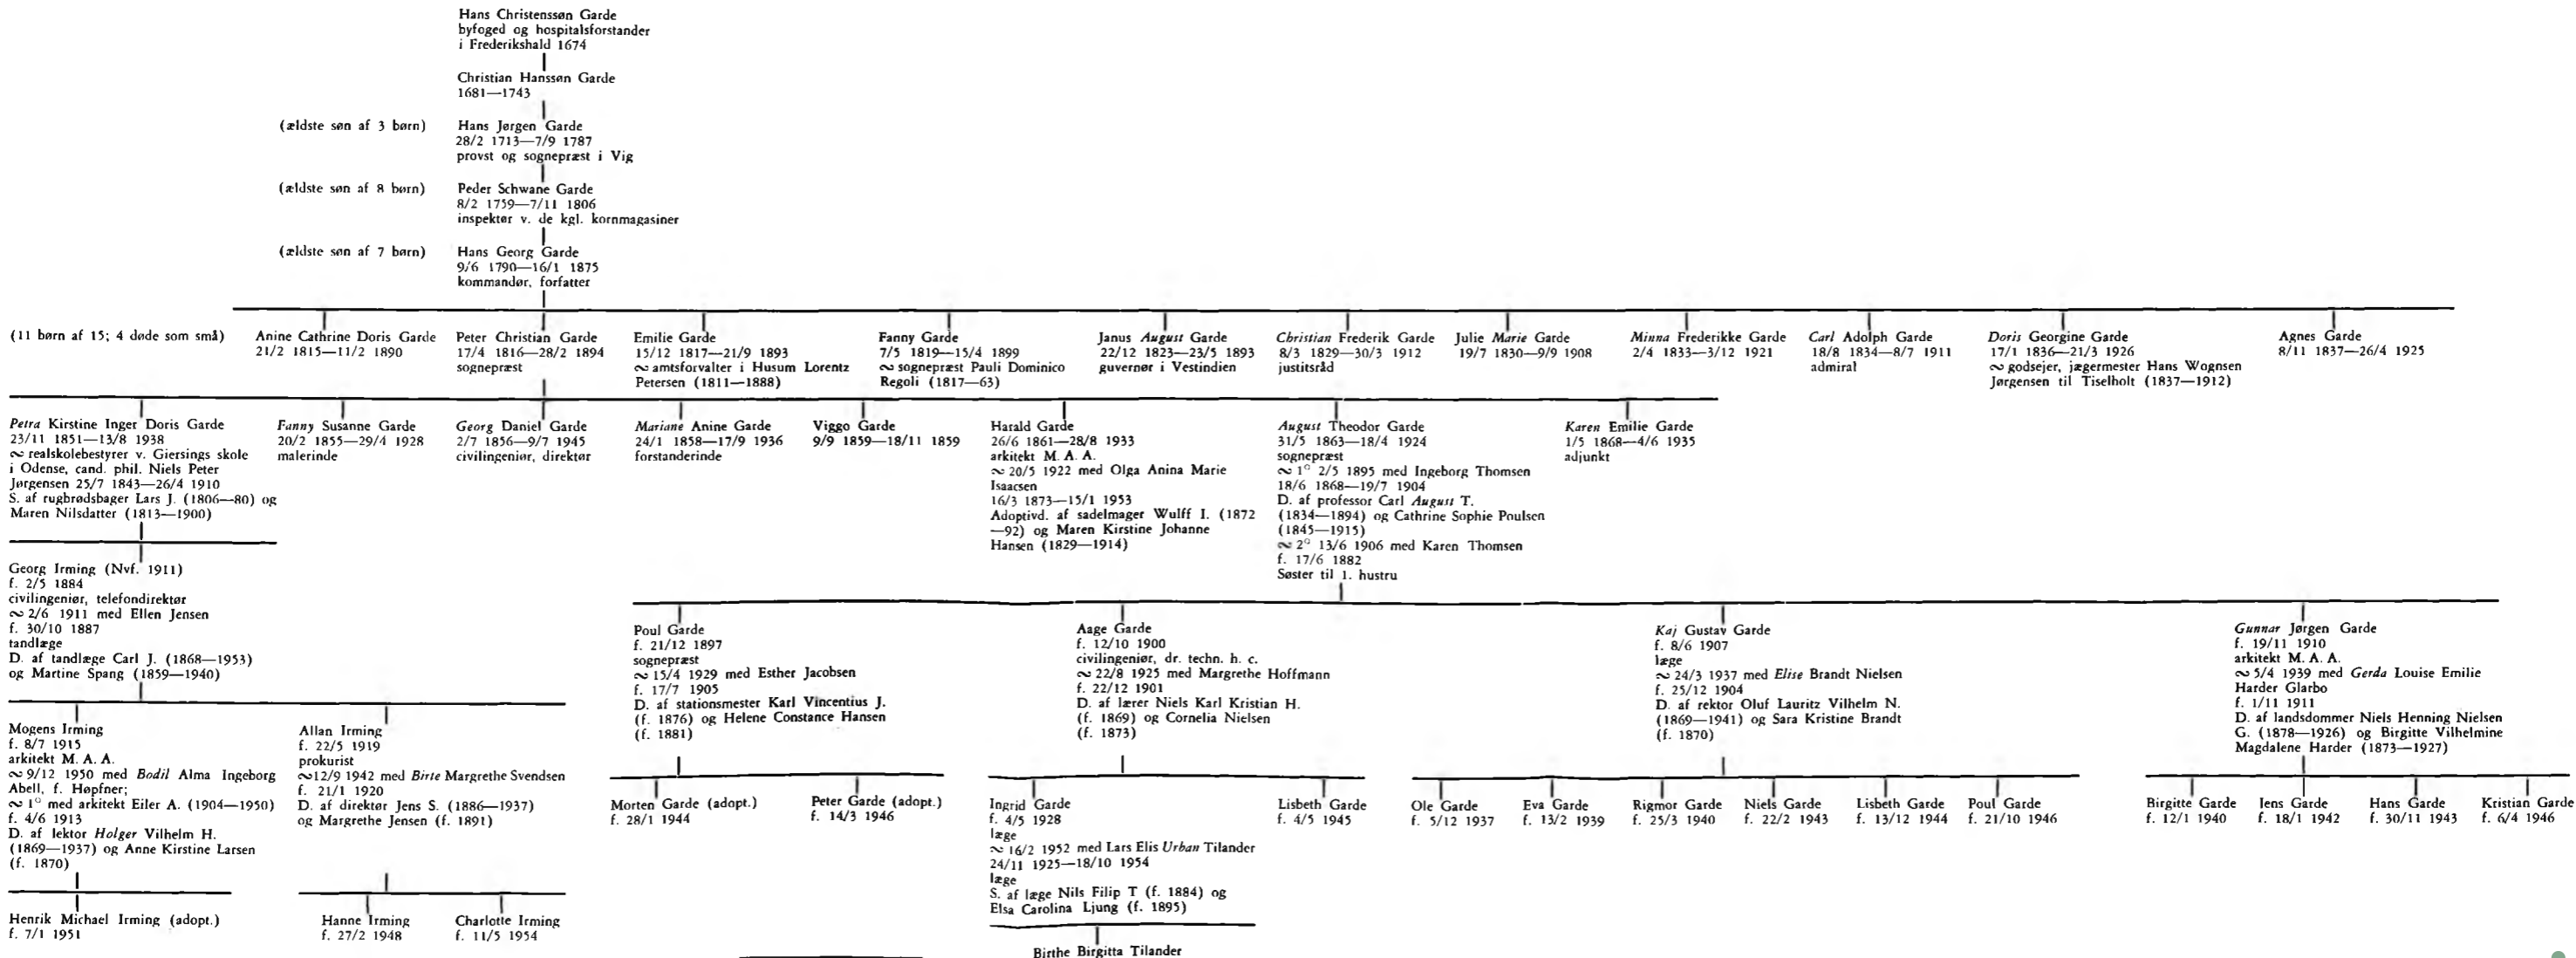 Hans Christenssøn Garde
byfoged og hospitalsforstander
i Frederikshald 1674
Christian Hanssøn Garde
1681—1743
(ældste søn af 3 børn)
Hans Jørgen Garde
28/2 1713—7/9 1787
provst og sognepræst i Vig
(ældste søn af 8 børn)
Peder Schwane Garde
8/2 1759—7/11 1806
inspektør v. de kgl. kornmagasiner
(ældste søn af 7 børn)
Hans Georg Garde
9/6 1790—16/1 1875
kommandør, forfatter
(11 børn af 15; 4 døde som små)
Anine Cathrine Doris Garde
21/2 1815—11/2 1890
Peter Christian Garde
17/4 1816—28/2 1894
sognepræst
Emilie Garde
15/12 1817—21/9 1893
∾ amtsforvalter i Husum Lorentz
Petersen (1811—1888)
Fanny Garde
7/5 1819—15/4 1899
∾ sognepræst Pauli Dominico
Regoli (1817—63)
Janus August Garde
22/12 1823—23/5 1893
guvernør i Vestindien
Christian Frederik Garde
8/3 1829—30/3 1912
justitsråd
Julie Marie Garde
19/7 1830—9/9 1908
Minna Frederikke Garde
2/4 1833—3/12 1921
Carl Adolph Garde
18/8 1834—8/7 1911
admiral
Doris Georgine Garde
17/1 1836—21/3 1926
∾ godsejer, jægermester Hans Wognsen
Jørgensen til Tiselholt (1837—1912)
Agnes Garde
8/11 1837—26/4 1925
Petra Kirstine Inger Doris Garde
23/11 1851—13/8 1938
∾ realskolebestyrer v. Giersings skole
i Odense, cand. phil. Niels Peter
Jørgensen 25/7 1843—26/4 1910
S. af rugbrødsbager Lars J. (1806—80) og
Maren Nilsdatter (1813—1900)
Fanny Susanne Garde
20/2 1855—29/4 1928
malerinde
Georg Daniel Garde
2/7 1856—9/7 1945
civilingeniør, direktør
Mariane Anine Garde
24/1 1858—17/9 1936
forstanderinde
Viggo Garde
9/9 1859—18/11 1859
Harald Garde
26/6 1861—28/8 1933
arkitekt M. A. A.
∾ 20/5 1922 med Olga Anina Marie
Isaacsen
16/3 1873—15/1 1953
Adoptivd. af sadelmager Wulff I. (1872
—92) og Maren Kirstine Johanne
Hansen (1829—1914)
August Theodor Garde
31/5 1863—18/4 1924
sognepræst
∾ 1° 2/5 1895 med Ingeborg Thomsen
18/6 1868—19/7 1904
D. af professor Carl August T.
(1834—1894) og Cathrine Sophie Poulsen
(1845—1915)
∾ 2° 13/6 1906 med Karen Thomsen
f. 17/6 1882
Søster til 1. hustru
Karen Emilie Garde
1/5 1868—4/6 1935
adjunkt
Georg Irming (Nvf. 1911)
f. 2/5 1884
civilingeniør, telefondirektør
∾ 2/6 1911 med Ellen Jensen
f. 30/10 1887
tandlæge
D. af tandlæge Carl J. (1868—1953)
og Martine Spang (1859—1940)
Poul Garde
f. 21/12 1897
sognepræst
∾ 15/4 1929 med Esther Jacobsen
f. 17/7 1905
D. af stationsmester Karl Vincentius J.
(f. 1876) og Helene Constance Hansen
(f. 1881)
Aage Garde
f. 12/10 1900
civilingeniør, dr. techn. h. c.
∾ 22/8 1925 med Margrethe Hoffmann
f. 22/12 1901
D. af lærer Niels Karl Kristian H.
(f. 1869) og Cornelia Nielsen
(f. 1873)
Kaj Gustav Garde
f. 8/6 1907
læge
∾ 24/3 1937 med Elise Brandt Nielsen
f. 25/12 1904
D. af rektor Oluf Lauritz Vilhelm N.
(1869—1941) og Sara Kristine Brandt
(f. 1870)
Gunnar Jørgen Garde
f. 19/11 1910
arkitekt M. A. A.
∾ 5/4 1939 med Gerda Louise Emilie
Harder Glarbo
f. 1/11 1911
D. af landsdommer Niels Henning Nielsen
G. (1878—1926) og Birgitte Vilhelmine
Magdalene Harder (1873—1927)
Mogens Irming
f. 8/7 1915
arkitekt M. A. A.
∾ 9/12 1950 med Bodil Alma Ingeborg
Abell, f. Høpfner;
∾ 1° med arkitekt Eiler A. (1904—1950)
f. 4/6 1913
D. af lektor Holger Vilhelm H.
(1869—1937) og Anne Kirstine Larsen
(f. 1870)
Allan Irming
f. 22/5 1919
prokurist
∾ 12/9 1942 med Birte Margrethe Svendsen
f. 21/1 1920
D. af direktør Jens S. (1886—1937)
og Margrethe Jensen (f. 1891)
Morten Garde (adopt.)
f. 28/1 1944
Peter Garde (adopt.)
f. 14/3 1946
Ingrid Garde
f. 4/5 1928
læge
∾ 16/2 1952 med Lars Elis Urban Tilander
24/11 1925—18/10 1954
læge
S. af læge Nils Filip T (f. 1884) og
Elsa Carolina Ljung (f. 1895)
Lisbeth Garde
f. 4/5 1945
Ole Garde
f. 5/12 1937
Eva Garde
f. 13/2 1939
Rigmor Garde
f. 25/3 1940
Niels Garde
f. 22/2 1943
Lisbeth Garde
f. 13/12 1944
Poul Garde
f. 21/10 1946
Birgitte Garde
f. 12/1 1940
Jens Garde
f. 18/1 1942
Hans Garde
f. 30/11 1943
Kristian Garde
f. 6/4 1946
Henrik Michael Irming (adopt.)
f. 7/1 1951
Hanne Irming
f. 27/2 1948
Charlotte Irming
f. 11/5 1954
Birthe Birgitta Tilander